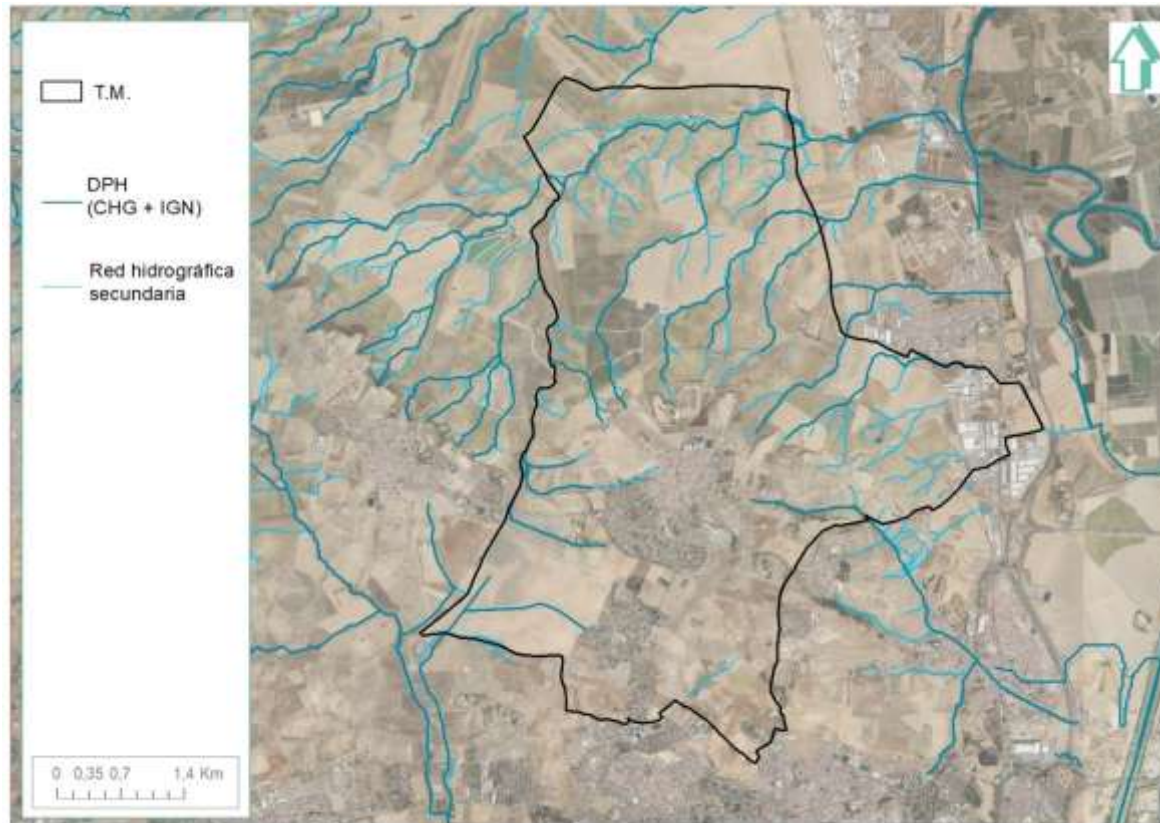 T.M.
DPH
(CHG + IGN)
Red hidrográfica
secundaria
0 0,35 0,7 1,4 Km